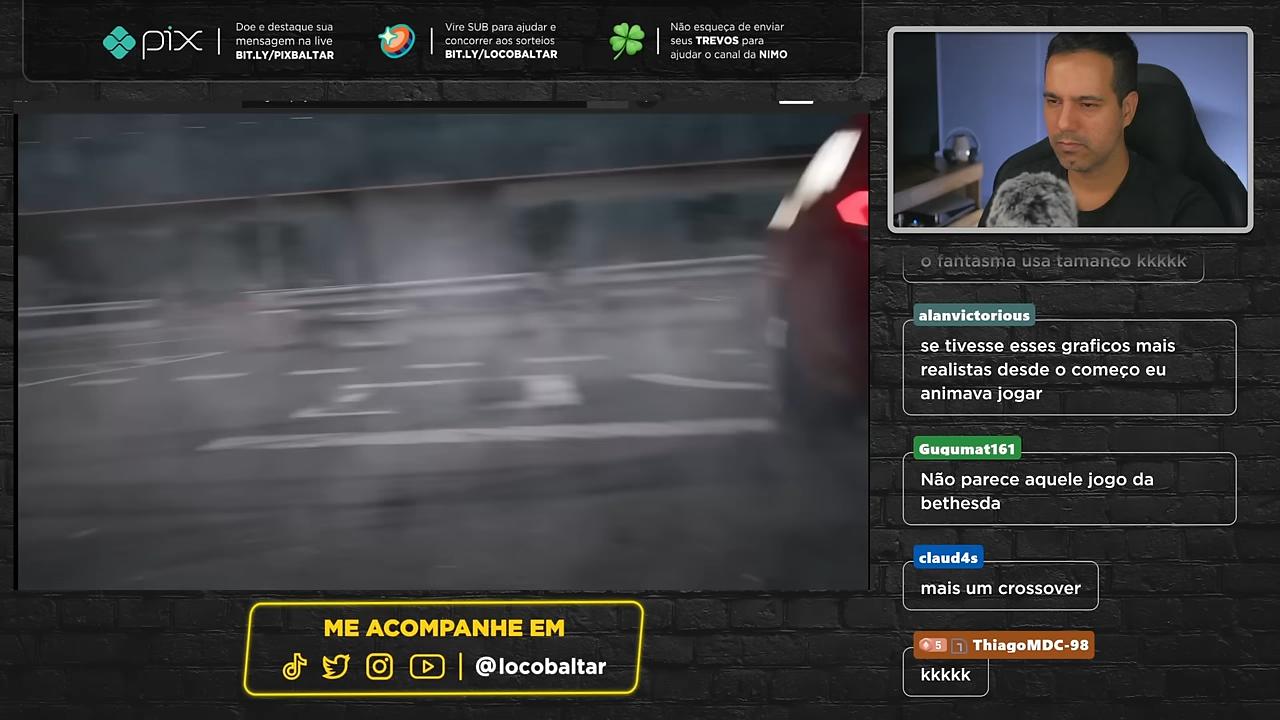 pix
Doe e destaque sua
mensagem na live
BIT.LY/PIXBALTAR
Vire SUB para ajudar e
concorrer aos sorteios
BIT.LY/LOCOBALTAR
Não esqueça de enviar
seus TREVOS para
ajudar o canal da NIMO
o fantasma usa tamanco kkkkk
alanvictorious
se tivesse esses graficos mais
realistas desde o começo eu
animava jogar
Guqumat161
Não parece aquele jogo da
bethesda
claud4s
mais um crossover
5 ThiagoMDC-98
kkkkk
ME ACOMPANHE EM
@locobaltar